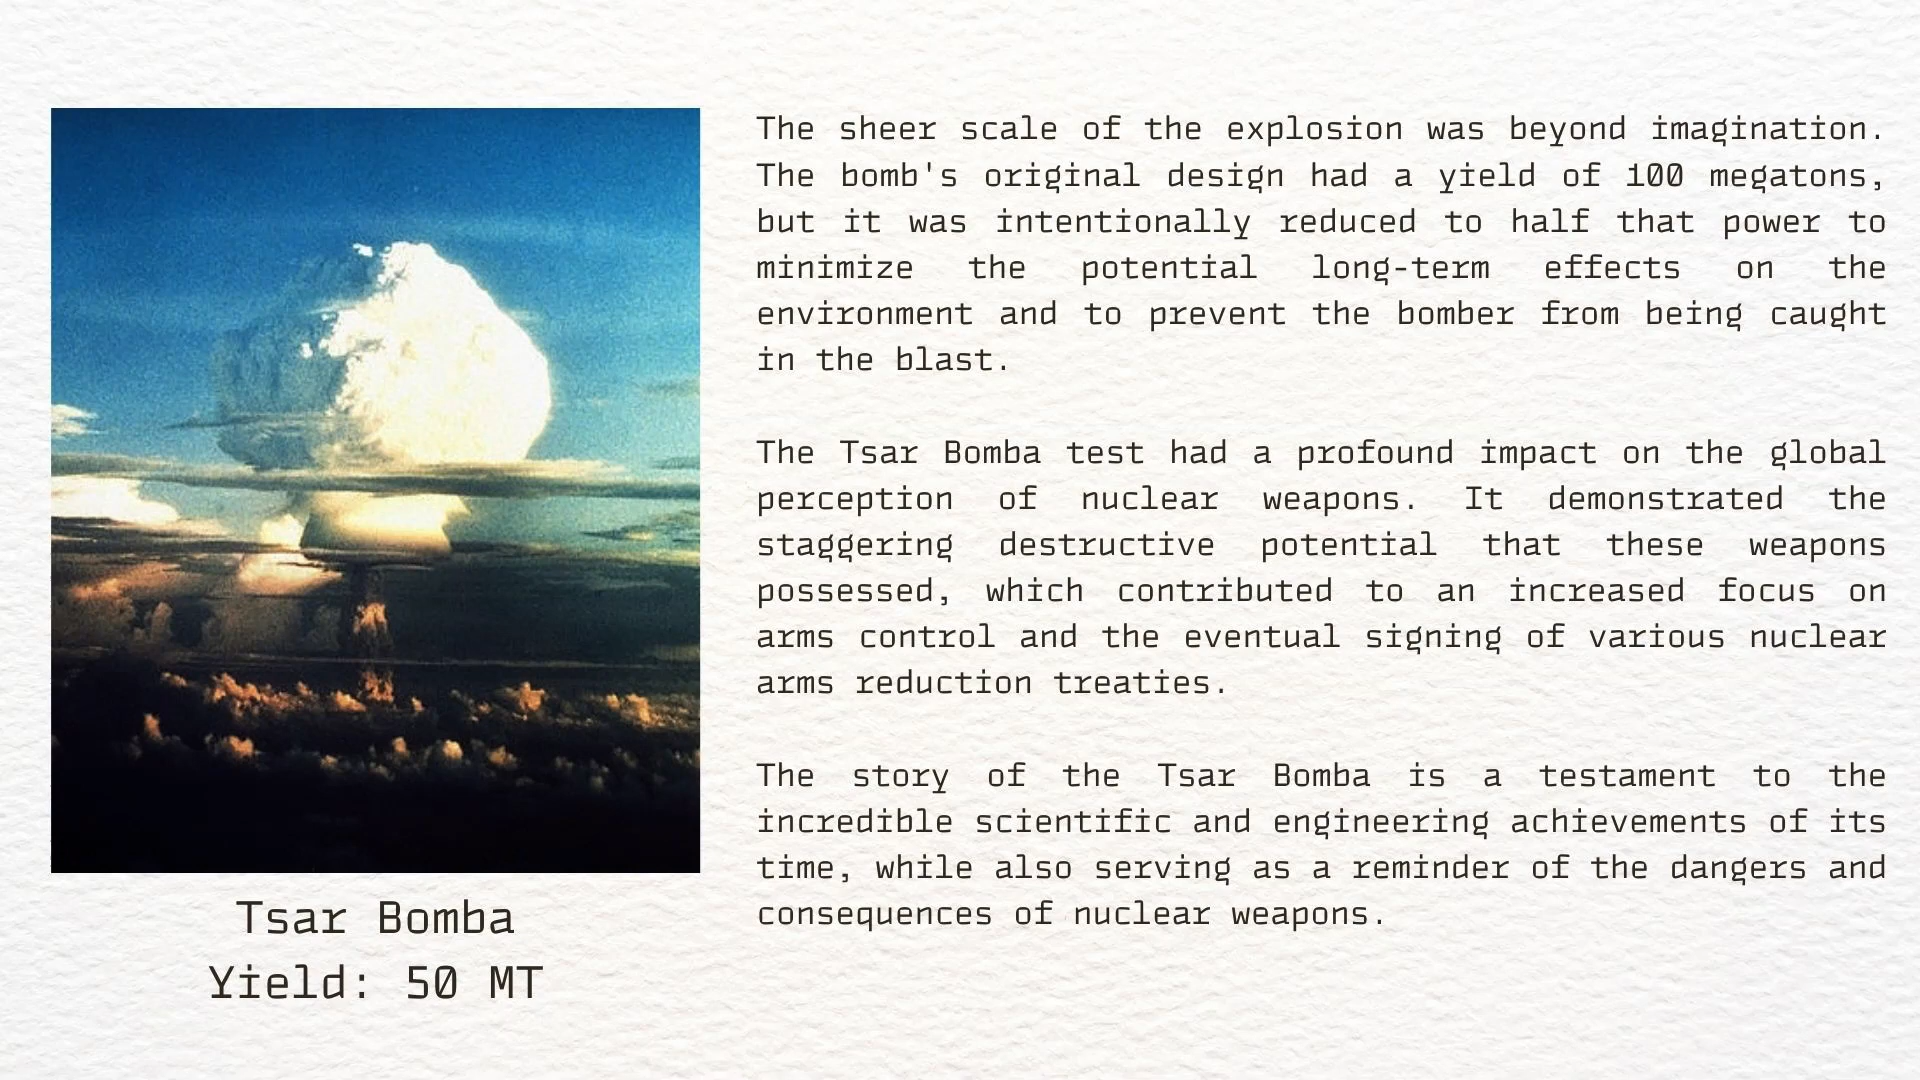 The sheer scale of the explosion was beyond imagination.
The bomb's original design had a yield of 100 megatons,
but it was intentionally reduced to half that power to
minimize the potential long-term effects on the
environment and to prevent the bomber from being caught
in the blast.
The Tsar Bomba test had a profound impact on the global
perception of nuclear weapons. It demonstrated the
staggering destructive potential that these weapons
possessed, which contributed to an increased focus on
arms control and the eventual signing of various nuclear
arms reduction treaties.
The story of the Tsar Bomba is a testament to the
incredible scientific and engineering achievements of its
time, while also serving as a reminder of the dangers and
consequences of nuclear weapons.
Tsar Bomba
Yield: 50 MT